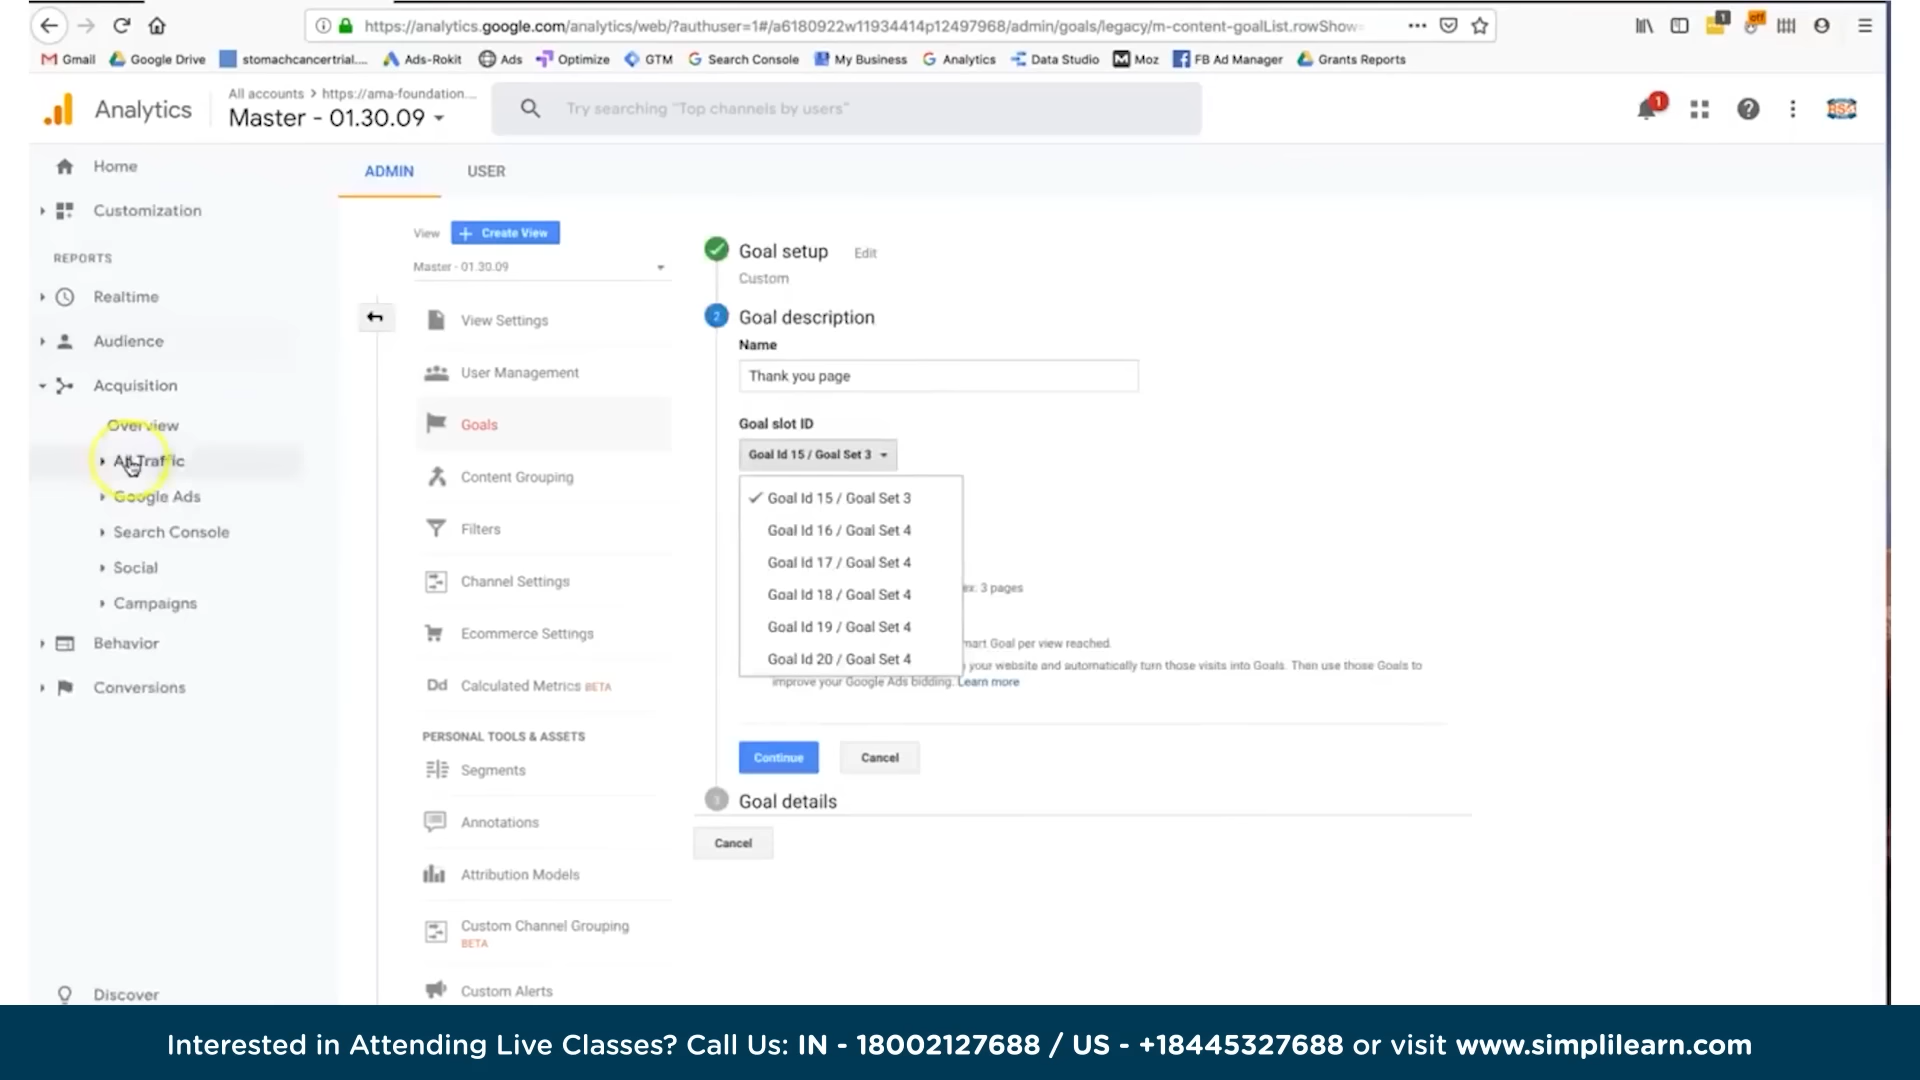 https://analytics.google.com/analytics/web/?authuser=1#/a6180922w11934414p12497968/admin/goals/legacy/m-content-goalList.rowShow
1
off
Gmail
Google Drive
stomachcancertrial....
Ads-Rokit
Ads
Optimize
GTM
Search Console
My Business
Analytics
Data Studio
Moz
FB Ad Manager
Grants Reports
Analytics
All accounts > https://ama-foundation....
Master - 01.30.09
Try searching "Top channels by users"
1
Home
Customization
REPORTS
Realtime
Audience
Acquisition
Overview
All Traffic
Google Ads
Search Console
Social
Campaigns
Behavior
Conversions
Discover
ADMIN
USER
View
+ Create View
Master - 01.30.09
View Settings
User Management
Goals
Content Grouping
Filters
Channel Settings
Ecommerce Settings
Dd Calculated Metrics BETA
PERSONAL TOOLS & ASSETS
Segments
Annotations
Attribution Models
Custom Channel Grouping
BETA
Custom Alerts
Goal setup
Edit
Custom
2
Goal description
Name
Thank you page
Goal slot ID
Goal Id 15 / Goal Set 3
Goal Id 15 / Goal Set 3
Goal Id 16 / Goal Set 4
Goal Id 17 / Goal Set 4
Goal Id 18 / Goal Set 4
Goal Id 19 / Goal Set 4
Goal Id 20 / Goal Set 4
ex: 3 pages
mart Goal per view reached.
your website and automatically turn those visits into Goals. Then use those Goals to
improve your Google Ads bidding. Learn more
Continue
Cancel
3
Goal details
Cancel
Interested in Attending Live Classes? Call Us: IN - 18002127688 / US - +18445327688 or visit www.simplilearn.com